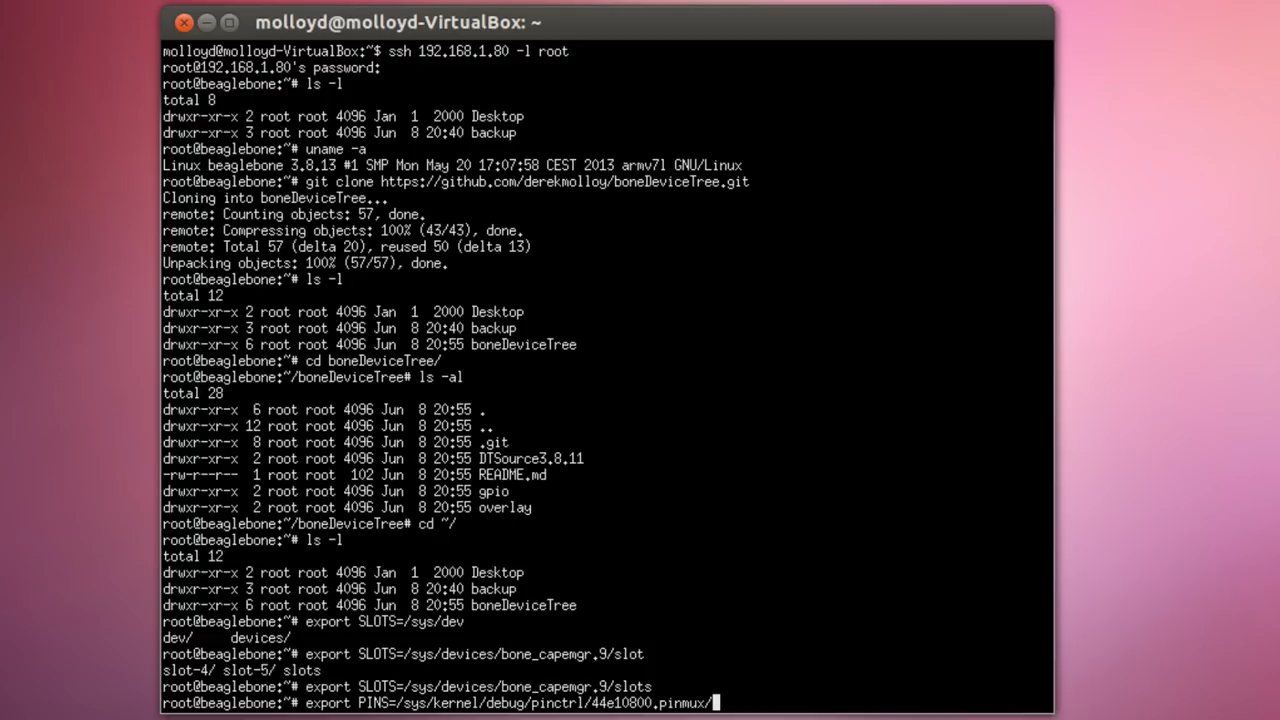 molloyd@molloyd-VirtualBox: ~
molloyd@molloyd-VirtualBox:~$ ssh 192.168.1.80 -l root
root@192.168.1.80's password:
root@beaglebone:~# ls -l
total 8
drwxr-xr-x 2 root root 4096 Jan  1  2000 Desktop
drwxr-xr-x 3 root root 4096 Jun  8 20:40 backup
root@beaglebone:~# uname -a
Linux beaglebone 3.8.13 #1 SMP Mon May 20 17:07:58 CEST 2013 armv7l GNU/Linux
root@beaglebone:~# git clone https://github.com/derekmolloy/boneDeviceTree.git
Cloning into boneDeviceTree...
remote: Counting objects: 57, done.
remote: Compressing objects: 100% (43/43), done.
remote: Total 57 (delta 20), reused 50 (delta 13)
Unpacking objects: 100% (57/57), done.
root@beaglebone:~# ls -l
total 12
drwxr-xr-x 2 root root 4096 Jan  1  2000 Desktop
drwxr-xr-x 3 root root 4096 Jun  8 20:40 backup
drwxr-xr-x 6 root root 4096 Jun  8 20:55 boneDeviceTree
root@beaglebone:~# cd boneDeviceTree/
root@beaglebone:~/boneDeviceTree# ls -al
total 28
drwxr-xr-x  6 root root 4096 Jun  8 20:55 .
drwxr-xr-x 12 root root 4096 Jun  8 20:55 ..
drwxr-xr-x  8 root root 4096 Jun  8 20:55 .git
drwxr-xr-x  2 root root 4096 Jun  8 20:55 DTSource3.8.11
-rw-r--r--  1 root root  102 Jun  8 20:55 README.md
drwxr-xr-x  2 root root 4096 Jun  8 20:55 gpio
drwxr-xr-x  2 root root 4096 Jun  8 20:55 overlay
root@beaglebone:~/boneDeviceTree# cd ~/
root@beaglebone:~# ls -l
total 12
drwxr-xr-x 2 root root 4096 Jan  1  2000 Desktop
drwxr-xr-x 3 root root 4096 Jun  8 20:40 backup
drwxr-xr-x 6 root root 4096 Jun  8 20:55 boneDeviceTree
root@beaglebone:~# export SLOTS=/sys/dev
dev/     devices/
root@beaglebone:~# export SLOTS=/sys/devices/bone_capemgr.9/slot
slot-4/ slot-5/ slots
root@beaglebone:~# export SLOTS=/sys/devices/bone_capemgr.9/slots
root@beaglebone:~# export PINS=/sys/kernel/debug/pinctrl/44e10800.pinmux/